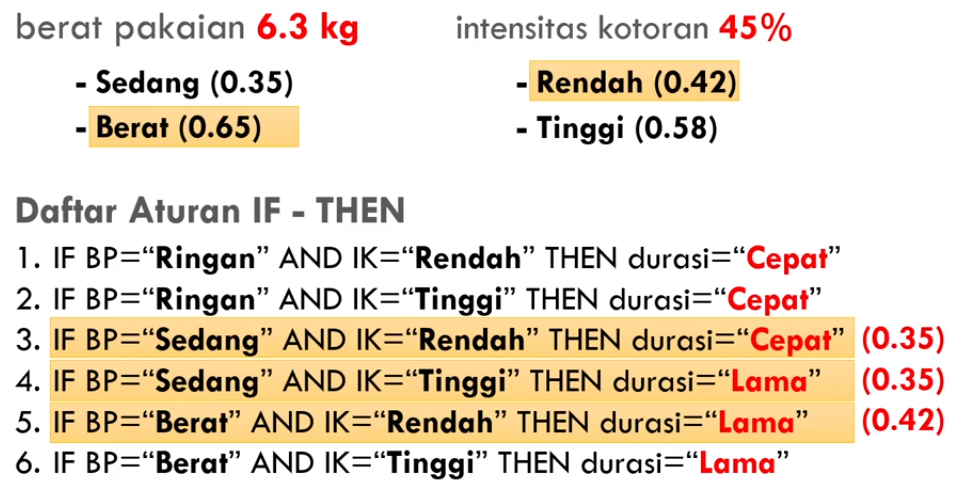 berat pakaian 6.3 kg
- Sedang (0.35)
- Berat (0.65)
intensitas kotoran 45%
- Rendah (0.42)
- Tinggi (0.58)
Daftar Aturan IF - THEN
1. IF BP=“Ringan” AND IK=“Rendah” THEN durasi=“Cepat”
2. IF BP=“Ringan” AND IK=“Tinggi” THEN durasi=“Cepat”
3. IF BP=“Sedang” AND IK=“Rendah” THEN durasi=“Cepat” (0.35)
4. IF BP=“Sedang” AND IK=“Tinggi” THEN durasi=“Lama” (0.35)
5. IF BP=“Berat” AND IK=“Rendah” THEN durasi=“Lama” (0.42)
6. IF BP=“Berat” AND IK=“Tinggi” THEN durasi=“Lama”